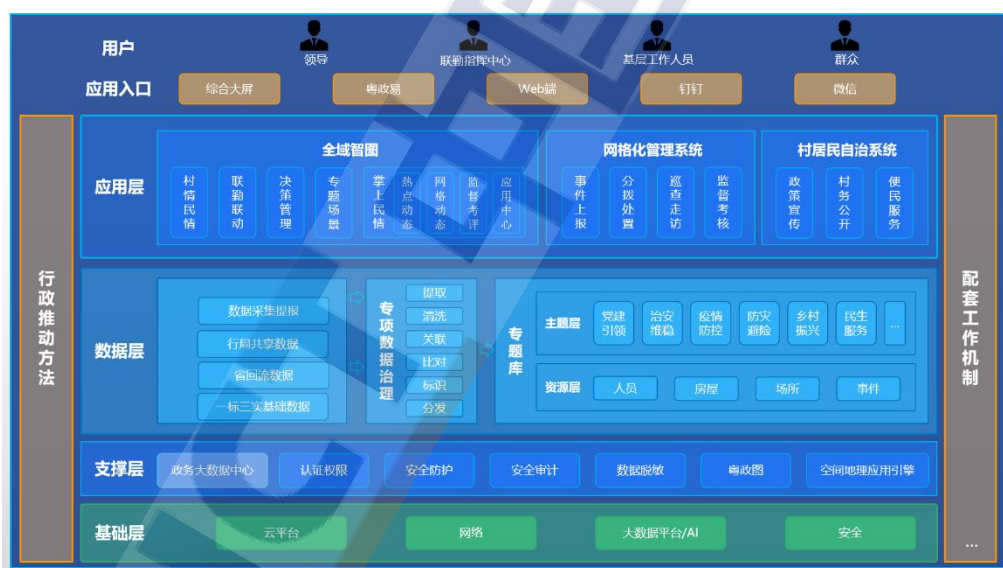 用户
领导
联勤指挥中心
基层工作人员
群众
应用入口
综合大屏
粤政易
Web端
钉钉
微信
行政推动方法
应用层
全域智图
村情民情
联勤联动
决策管理
专题场景
掌上民情
热点动态
网格动态
监督考评
应用中心
网格化管理系统
事件上报
分拨处置
巡查走访
监督考核
村居民自治系统
政策宣传
村务公开
便民服务
数据层
数据采集提报
行局共享数据
省回流数据
一标三实基础数据
专项数据治理
提取
清洗
关联
比对
标识
分发
专题库
主题层
党建引领
治安维稳
疫情防控
防灾避险
乡村振兴
民生服务
...
资源层
人员
房屋
场所
事件
支撑层
政务大数据中心
认证权限
安全防护
安全审计
数据脱敏
粤政图
空间地理应用引擎
基础层
云平台
网络
大数据平台/AI
安全
配套工作机制
...